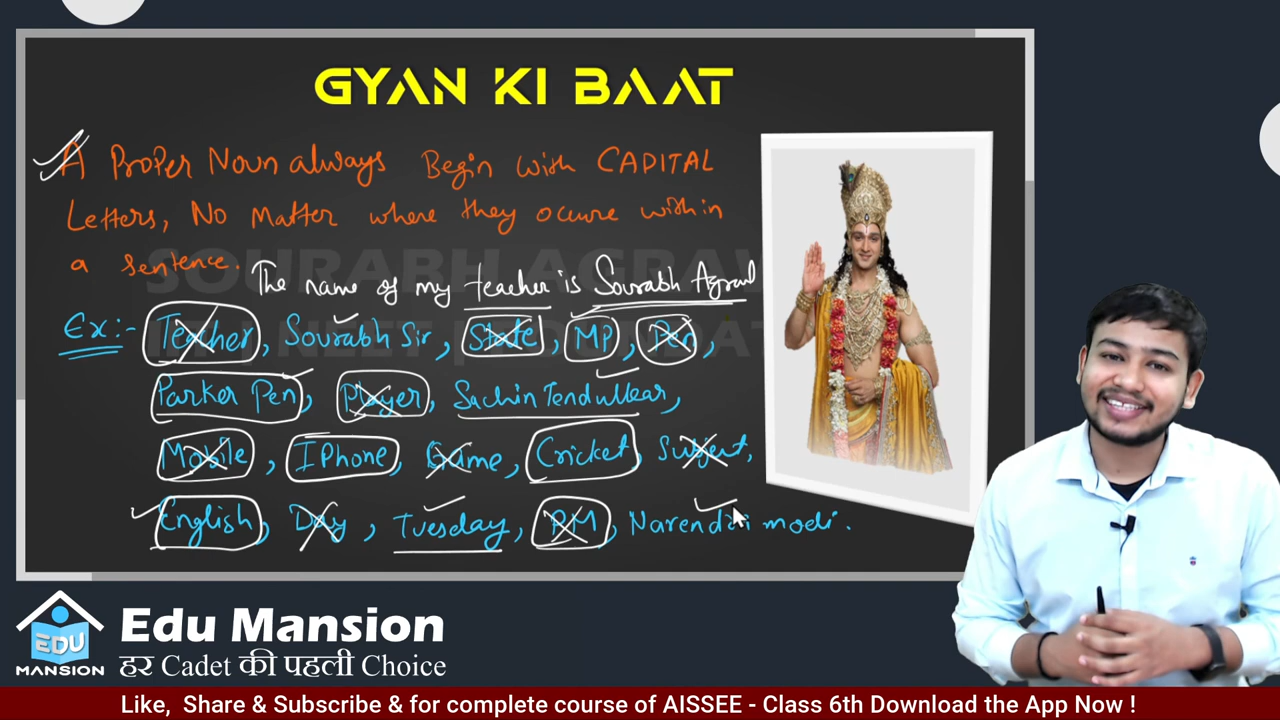 GYAN KI BAAT
A Proper Noun always Begin with CAPITAL
Letters, No Matter where they occure within
a sentence.
The name of my teacher is Sourabh Agrawal
Ex:- Teacher, Sourabh Sir, State, MP, Pen,
Parker Pen, Player, Sachin Tendulkar,
Mobile, IPhone, Game, Cricket, Subject,
English, Day, Tuesday, PM, Narendra modi.
EDU
MANSION
Edu Mansion
हर Cadet की पहली Choice
Like, Share & Subscribe & for complete course of AISSEE - Class 6th Download the App Now !